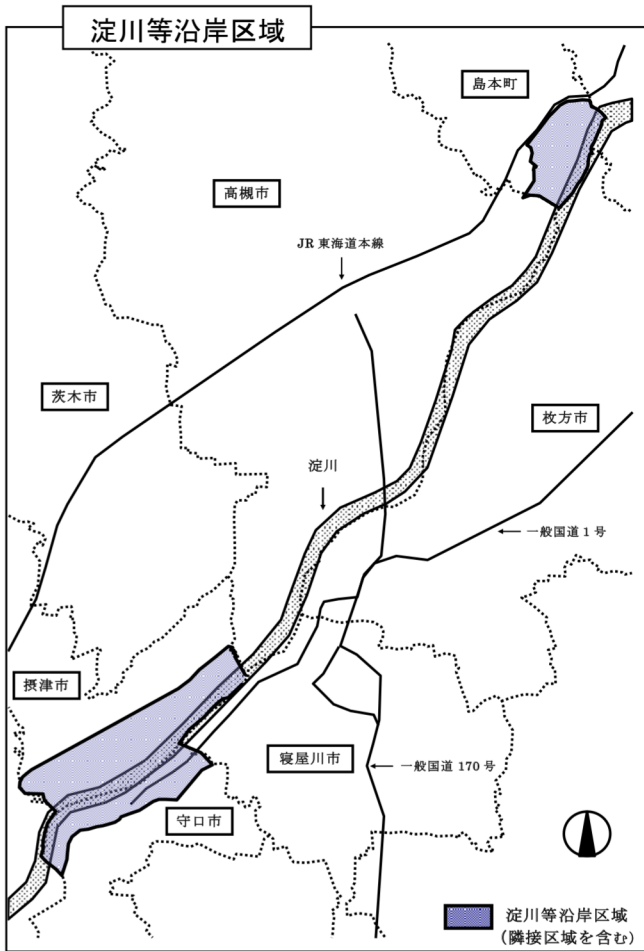 淀川等沿岸区域
島本町
高槻市
JR東海道本線
茨木市
枚方市
淀川
一般国道1号
摂津市
寝屋川市
一般国道170号
守口市
淀川等沿岸区域
(隣接区域を含む)